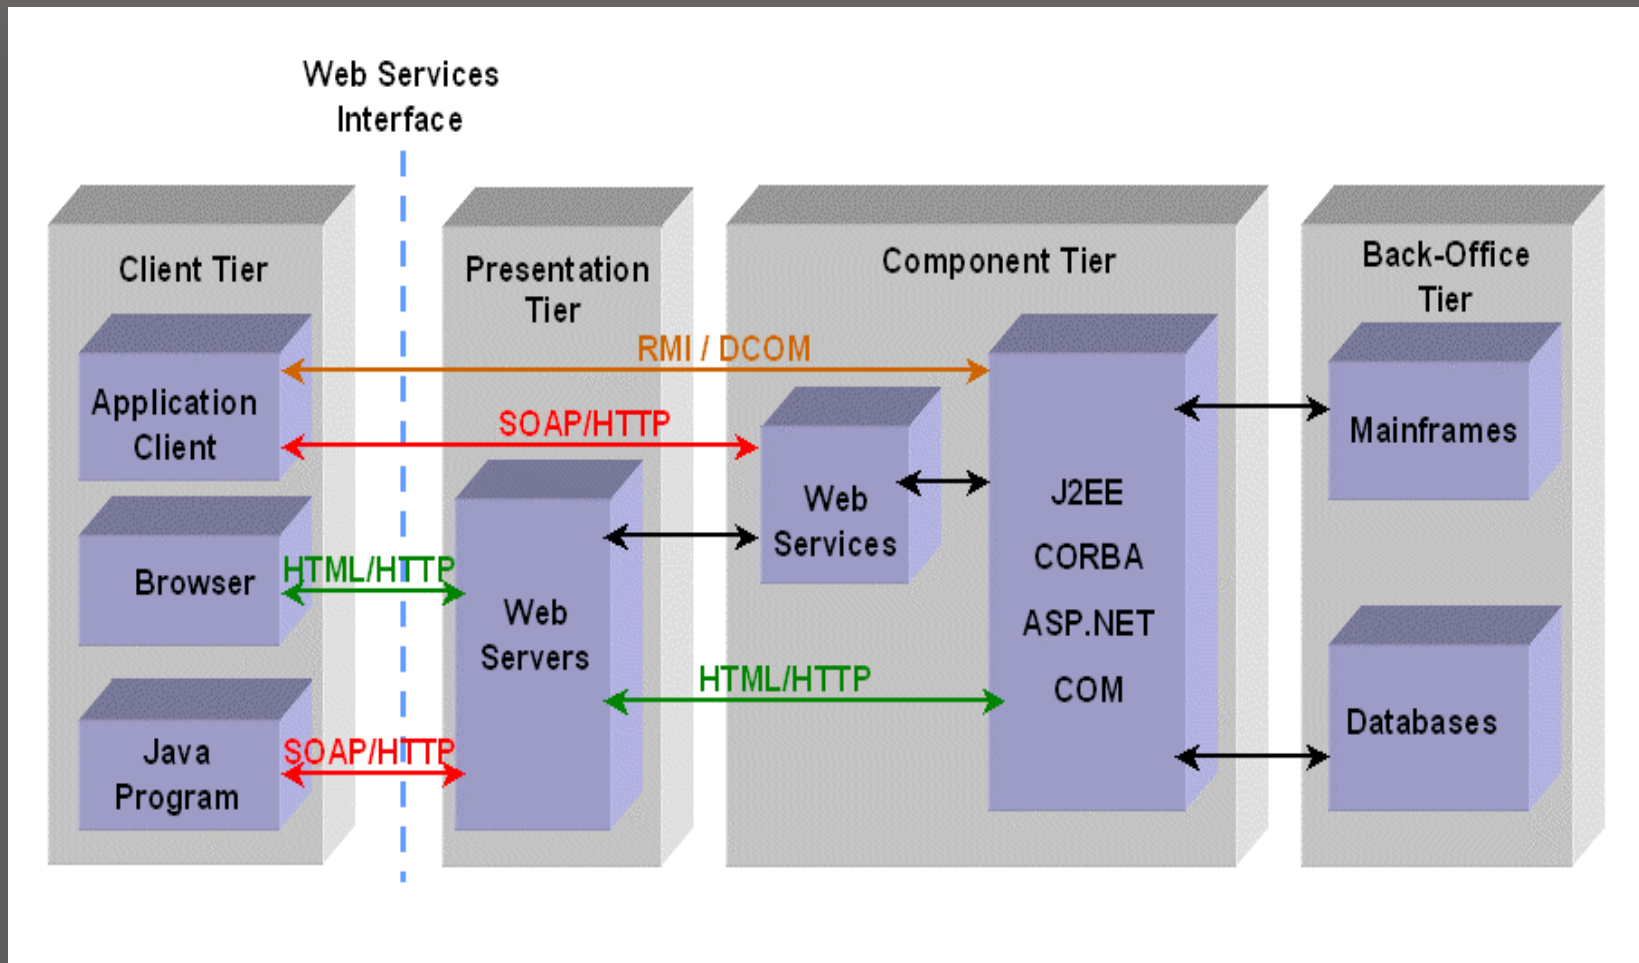 Web Services
Interface
Client Tier
Presentation
Tier
Component Tier
Back-Office
Tier
RMI / DCOM
Application
Client
SOAP/HTTP
Mainframes
Web
Services
J2EE
CORBA
ASP.NET
COM
Browser
HTML/HTTP
Web
Servers
HTML/HTTP
Databases
Java
Program
SOAP/HTTP